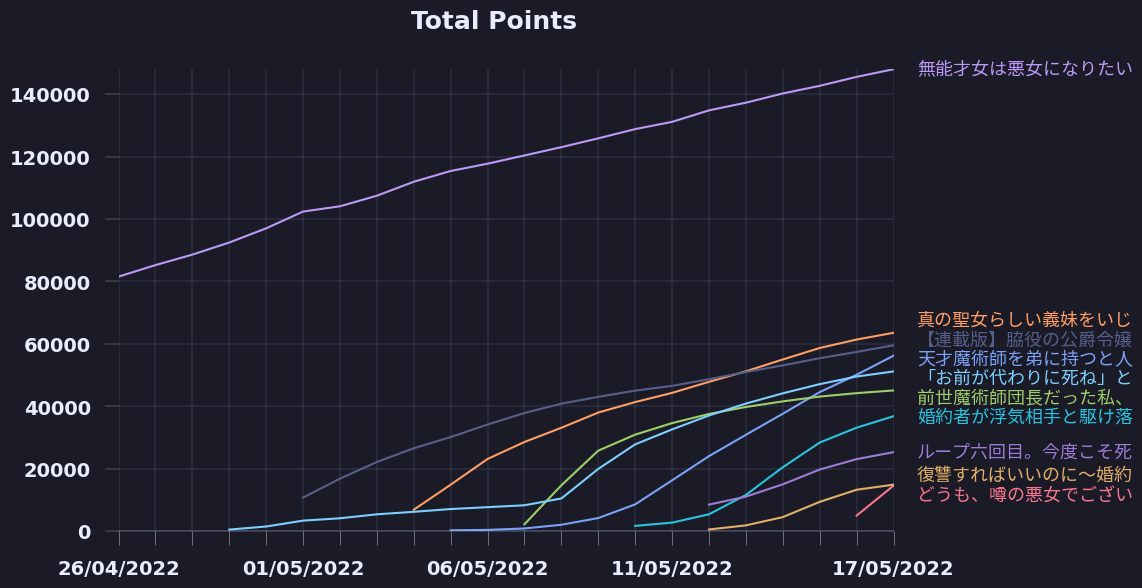 Total Points
無能才女は悪女になりたい
140000
120000
100000
80000
真の聖女らしい義妹をいじ
【連載版】脇役の公爵令嬢
60000
天才魔術師を弟に持つと人
「お前が代わりに死ね」と
前世魔術師団長だった私、
40000
婚約者が浮気相手と駆け落
ループ六回目。今度こそ死
20000
復讐すればいいのに〜婚約
どうも、噂の悪女でござい
0
26/04/2022 01/05/2022 06/05/2022 11/05/2022 17/05/2022